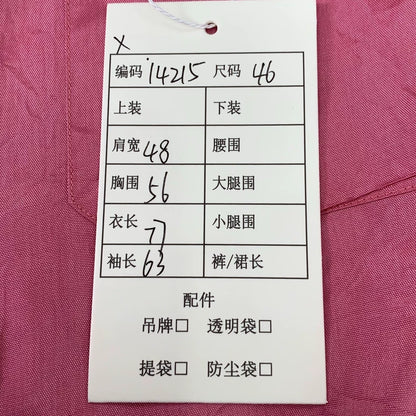 x
编码 14215 尺码 46
上装 下装
肩宽 48 腰围
胸围 56 大腿围
衣长 77 小腿围
袖长 63 裤/裙长
配件
吊牌□ 透明袋□
提袋□ 防尘袋□